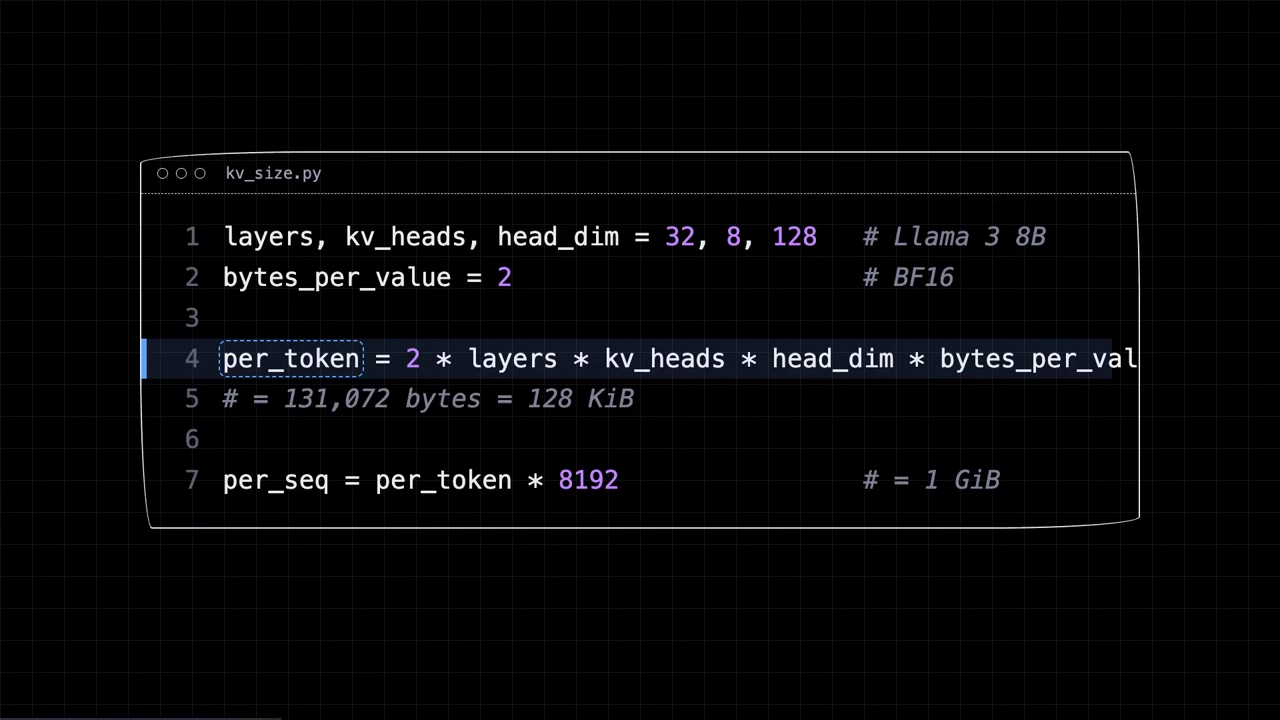 kv_size.py
1 layers, kv_heads, head_dim = 32, 8, 128 # Llama 3 8B
2 bytes_per_value = 2 # BF16
3
4 per_token = 2 * layers * kv_heads * head_dim * bytes_per_val
5 # = 131,072 bytes = 128 KiB
6
7 per_seq = per_token * 8192 # = 1 GiB